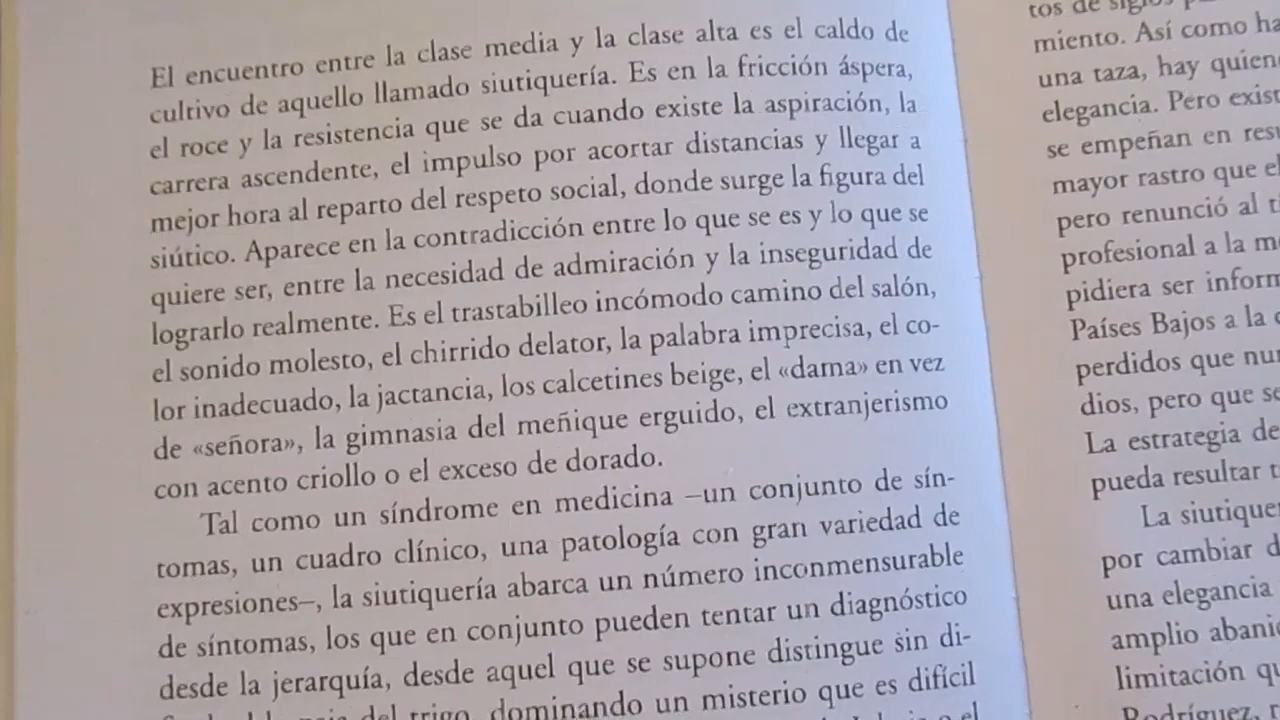 El encuentro entre la clase media y la clase alta es el caldo de
cultivo de aquello llamado siutiquería. Es en la fricción áspera,
el roce y la resistencia que se da cuando existe la aspiración, la
carrera ascendente, el impulso por acortar distancias y llegar a
mejor hora al reparto del respeto social, donde surge la figura del
siútico. Aparece en la contradicción entre lo que se es y lo que se
quiere ser, entre la necesidad de admiración y la inseguridad de
lograrlo realmente. Es el trastabilleo incómodo camino del salón,
el sonido molesto, el chirrido delator, la palabra imprecisa, el co-
lor inadecuado, la jactancia, los calcetines beige, el «dama» en vez
de «señora», la gimnasia del meñique erguido, el extranjerismo
con acento criollo o el exceso de dorado.
Tal como un síndrome en medicina –un conjunto de sín-
tomas, un cuadro clínico, una patología con gran variedad de
expresiones–, la siutiquería abarca un número inconmensurable
de síntomas, los que en conjunto pueden tentar un diagnóstico
desde la jerarquía, desde aquel que se supone distingue sin di-
del trigo, dominando un misterio que es difícil
tos de siglos
miento. Así como ha
una taza, hay quien
elegancia. Pero exist
se empeñan en res
mayor rastro que el
pero renunció al t
profesional a la m
pidiera ser inform
Países Bajos a la
perdidos que nu
dios, pero que se
La estrategia de
pueda resultar t
La siutique
por cambiar d
una elegancia
amplio abani
limitación qu
Rodríguez,